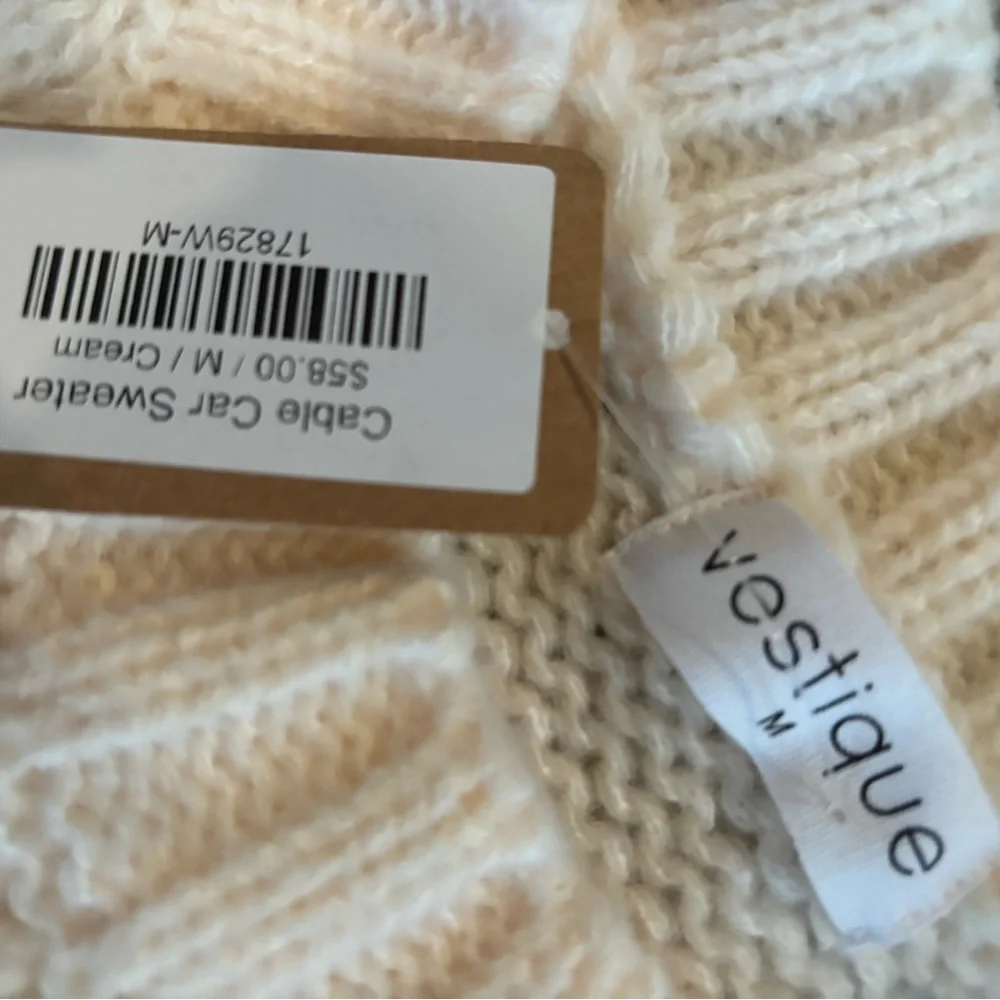 Cable Car Sweater
$58.00 / M / Cream
17829W-M
vestique
M